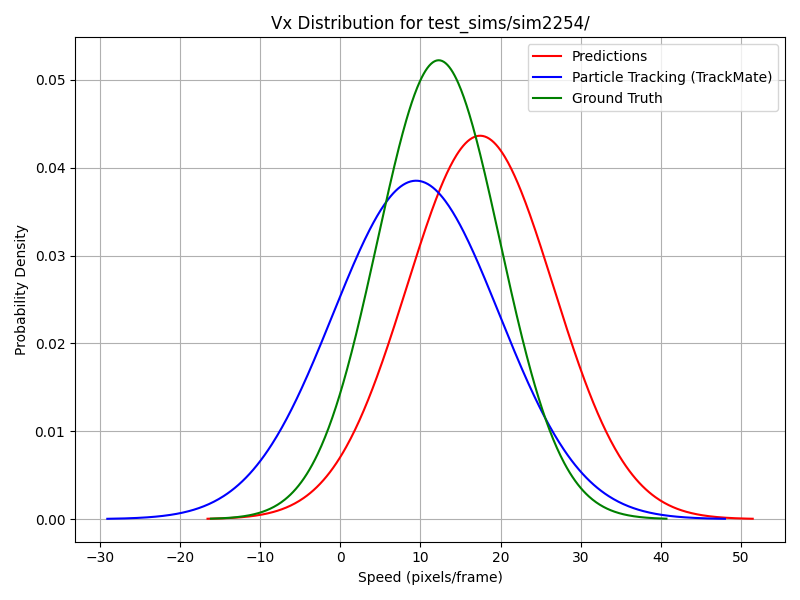 Vx Distribution for test_sims/sim2254/
Predictions
Particle Tracking (TrackMate)
Ground Truth
Probability Density
0.05
0.04
0.03
0.02
0.01
0.00
−30 −20 −10 0 10 20 30 40 50
Speed (pixels/frame)